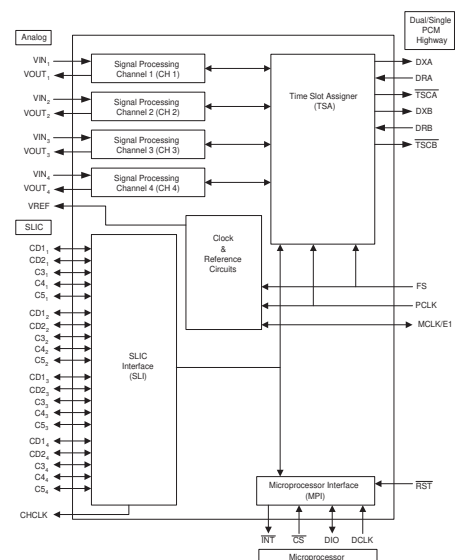 Dual/Single
PCM
Highway
Analog
VIN₁
VOUT₁
Signal Processing
Channel 1 (CH 1)
VIN₂
VOUT₂
Signal Processing
Channel 2 (CH 2)
VIN₃
VOUT₃
Signal Processing
Channel 3 (CH 3)
VIN₄
VOUT₄
Signal Processing
Channel 4 (CH 4)
Time Slot Assigner
(TSA)
DXA
DRA
TSCA
DXB
DRB
TSCB
VREF
SLIC
Clock
&
Reference
Circuits
FS
PCLK
MCLK/E1
CD1₁
CD2₁
C3₁
C4₁
C5₁
CD1₂
CD2₂
C3₂
C4₂
C5₂
CD1₃
CD2₃
C3₃
C4₃
C5₃
CD1₄
CD2₄
C3₄
C4₄
C5₄
CHCLK
SLIC
Interface
(SLI)
Microprocessor Interface
(MPI)
RST
INT
CS
DIO
DCLK
Microprocessor